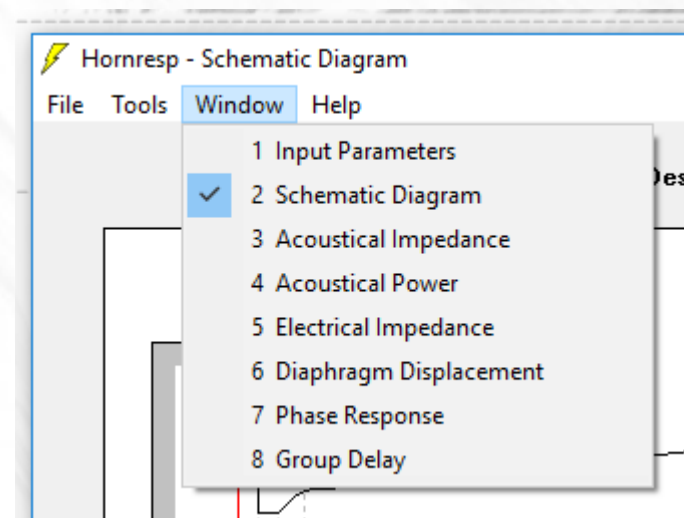 Hornresp - Schematic Diagram
File Tools Window Help
1 Input Parameters
2 Schematic Diagram
3 Acoustical Impedance
4 Acoustical Power
5 Electrical Impedance
6 Diaphragm Displacement
7 Phase Response
8 Group Delay